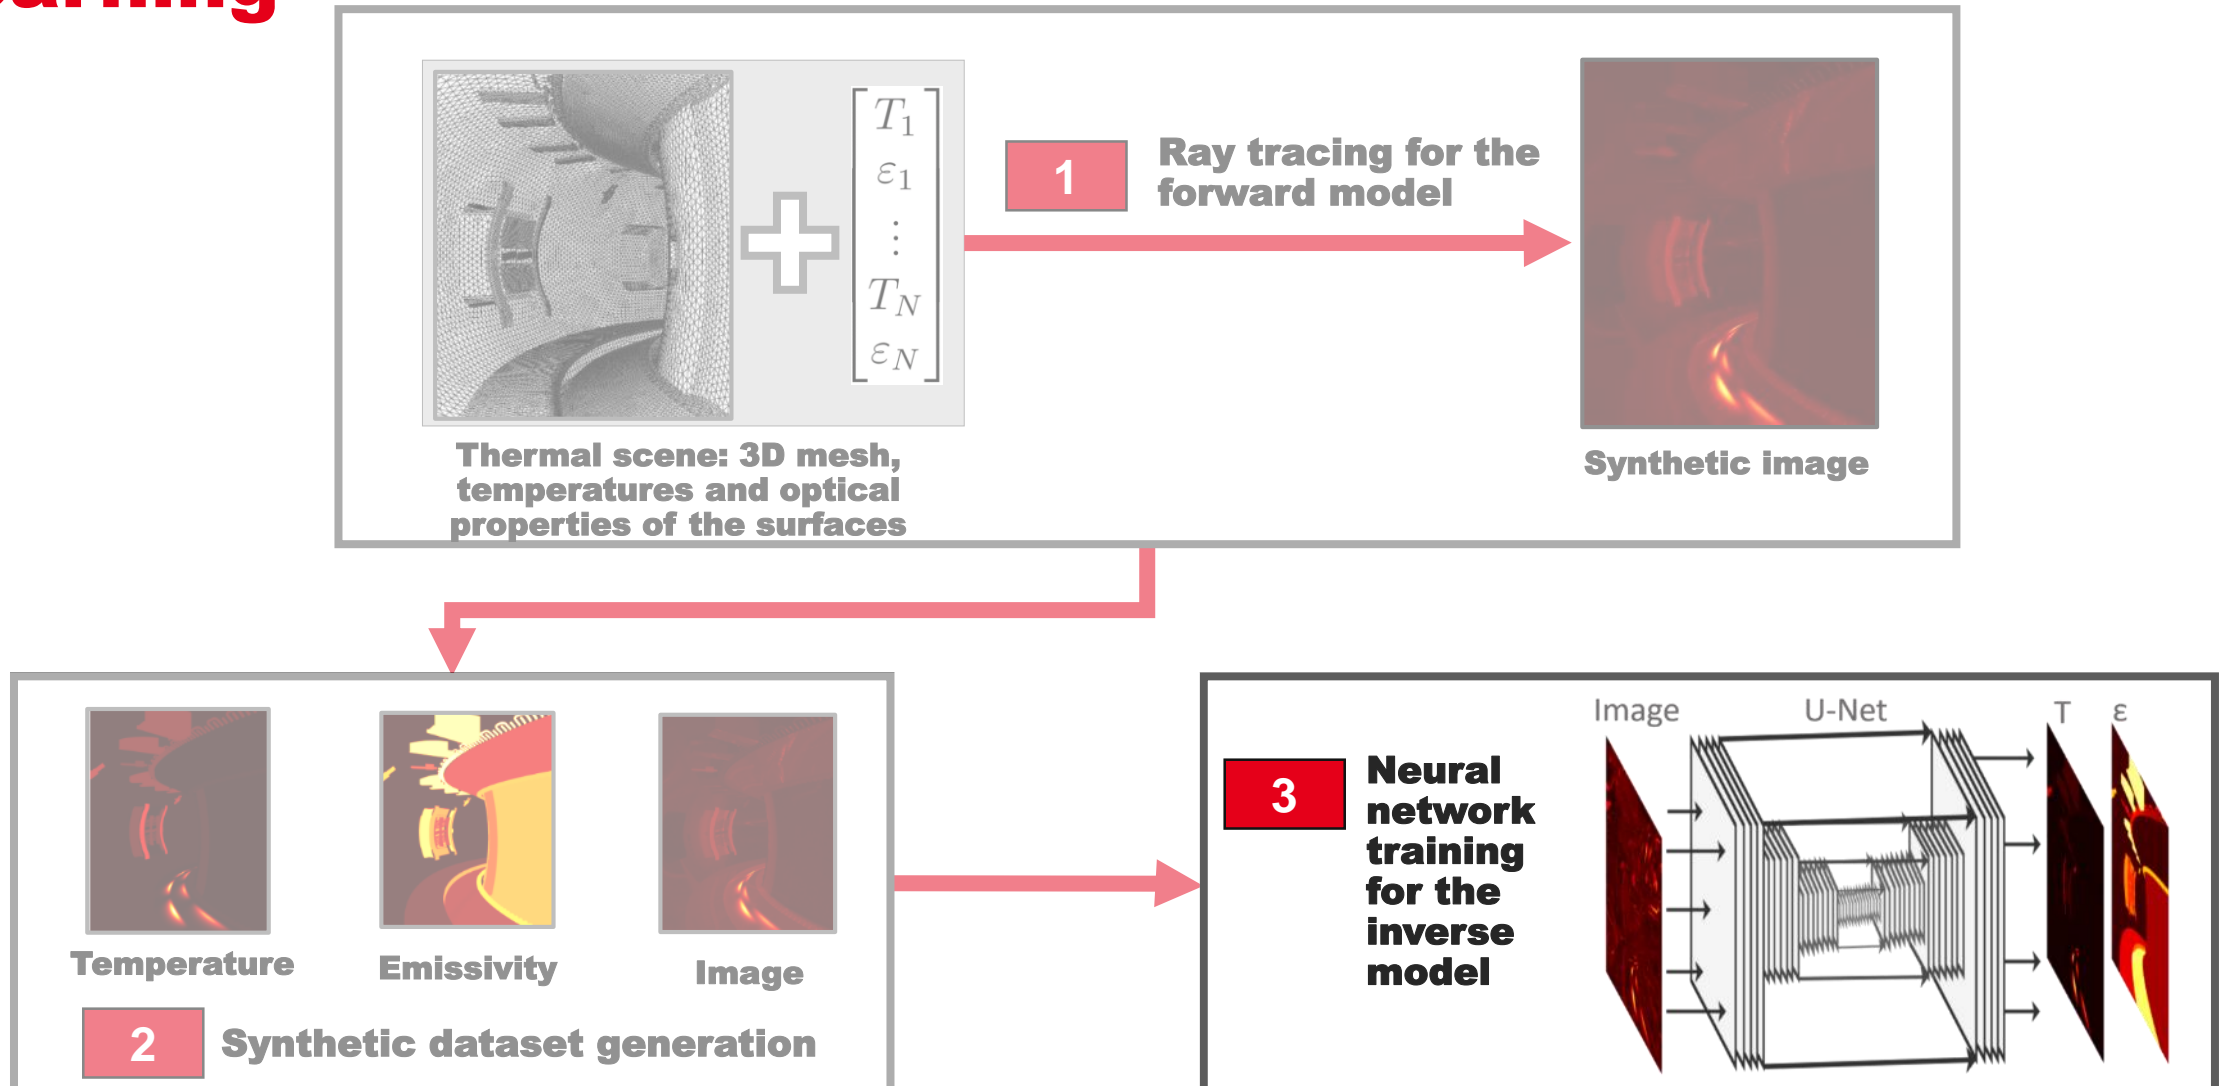 1
Ray tracing for the
forward model
T₁
ε₁
⋮
T_N
ε_N
Thermal scene: 3D mesh,
temperatures and optical
properties of the surfaces
Synthetic image
Temperature
Emissivity
Image
2
Synthetic dataset generation
3
Neural
network
training
for the
inverse
model
Image
U-Net
T
ε